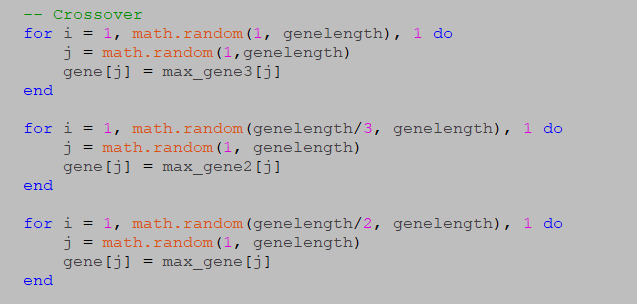 -- Crossover
for i = 1, math.random(1, genelength), 1 do
    j = math.random(1,genelength)
    gene[j] = max_gene3[j]
end

for i = 1, math.random(genelength/3, genelength), 1 do
    j = math.random(1, genelength)
    gene[j] = max_gene2[j]
end

for i = 1, math.random(genelength/2, genelength), 1 do
    j = math.random(1, genelength)
    gene[j] = max_gene[j]
end